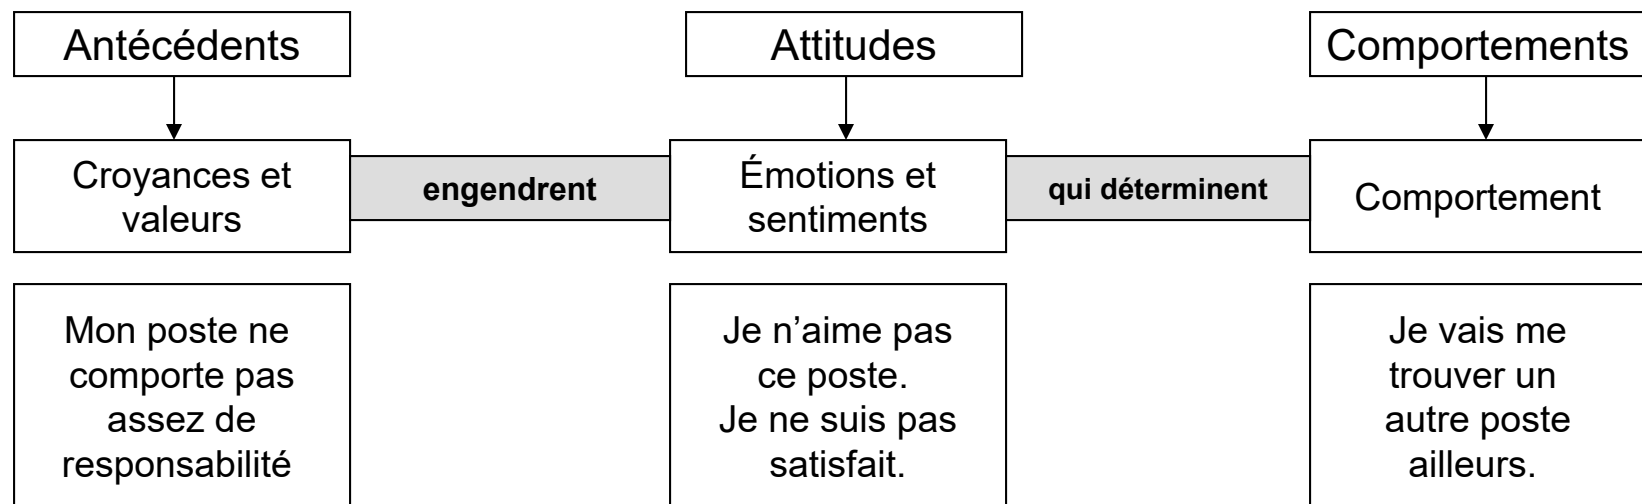 Antécédents
Attitudes
Comportements
Croyances et
valeurs
engendrent
Émotions et
sentiments
qui déterminent
Comportement
Mon poste ne
comporte pas
assez de
responsabilité
Je n’aime pas
ce poste.
Je ne suis pas
satisfait.
Je vais me
trouver un
autre poste
ailleurs.